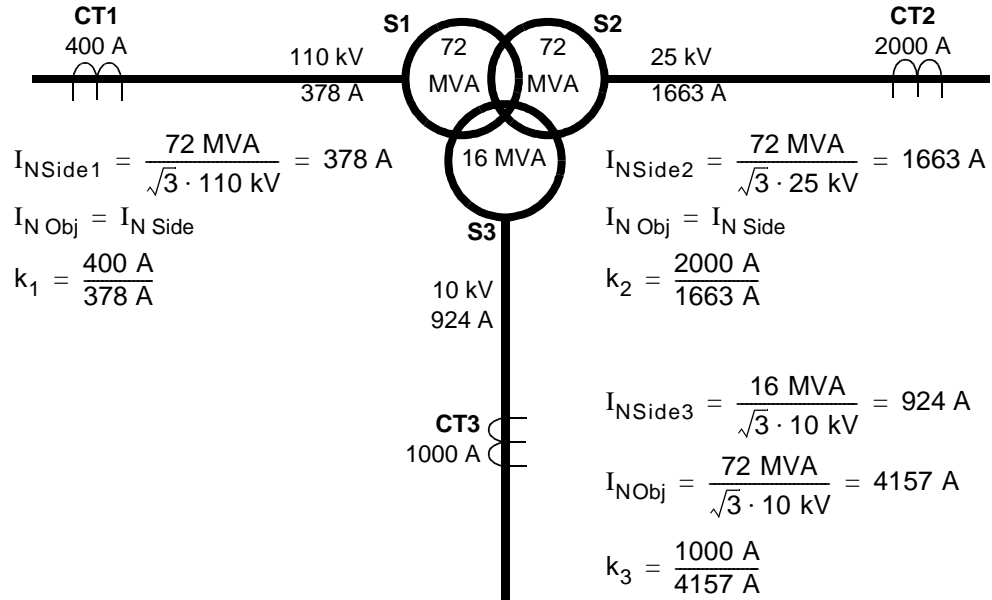 CT1
400 A
110 kV
378 A
S1
72
MVA
72
MVA
16 MVA
S2
25 kV
1663 A
CT2
2000 A
I_NSide1 = 72 MVA / (√3 · 110 kV) = 378 A
I_N Obj = I_N Side
k_1 = 400 A / 378 A
I_NSide2 = 72 MVA / (√3 · 25 kV) = 1663 A
I_N Obj = I_N Side
k_2 = 2000 A / 1663 A
S3
10 kV
924 A
CT3
1000 A
I_NSide3 = 16 MVA / (√3 · 10 kV) = 924 A
I_NObj = 72 MVA / (√3 · 10 kV) = 4157 A
k_3 = 1000 A / 4157 A